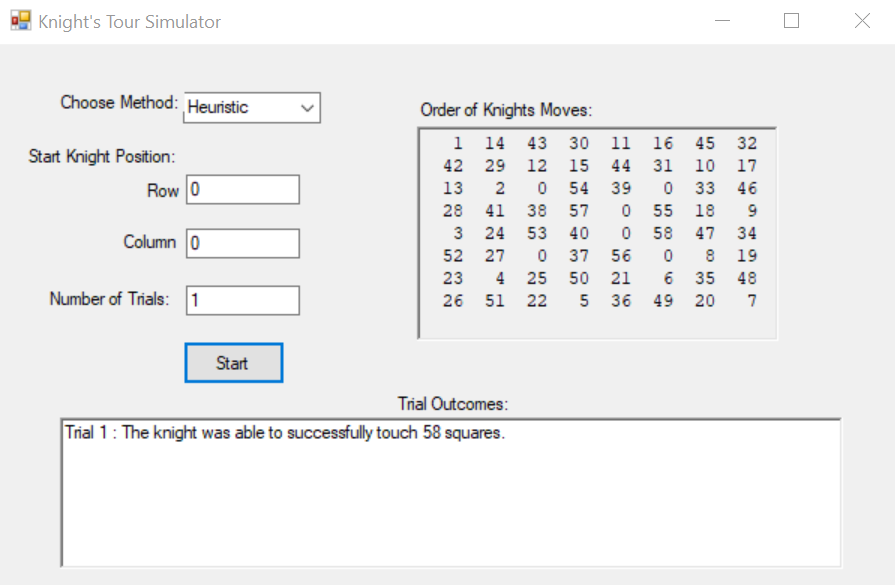 Knight's Tour Simulator
Choose Method: Heuristic
Start Knight Position:
Row 0
Column 0
Number of Trials: 1
Start
Order of Knights Moves:
1 14 43 30 11 16 45 32
42 29 12 15 44 31 10 17
13 2 0 54 39 0 33 46
28 41 38 57 0 55 18 9
3 24 53 40 0 58 47 34
52 27 0 37 56 0 8 19
23 4 25 50 21 6 35 48
26 51 22 5 36 49 20 7
Trial Outcomes:
Trial 1 : The knight was able to successfully touch 58 squares.